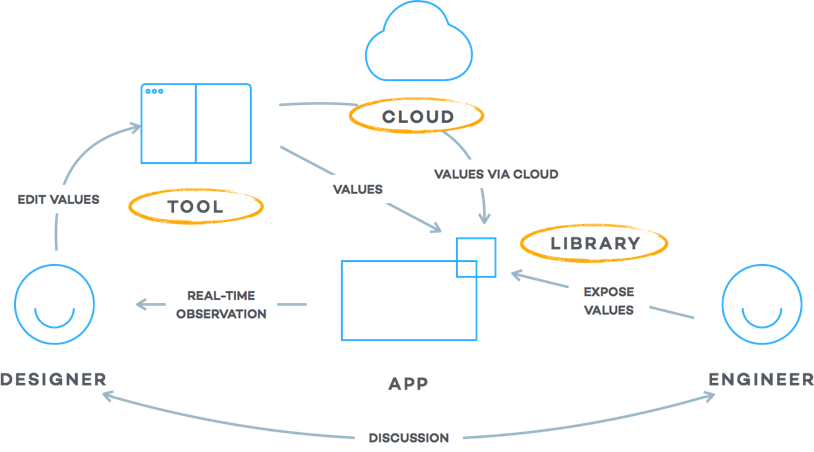 CLOUD
VALUES VIA CLOUD
VALUES
EDIT VALUES
TOOL
LIBRARY
REAL-TIME
OBSERVATION
EXPOSE
VALUES
DESIGNER
APP
ENGINEER
DISCUSSION